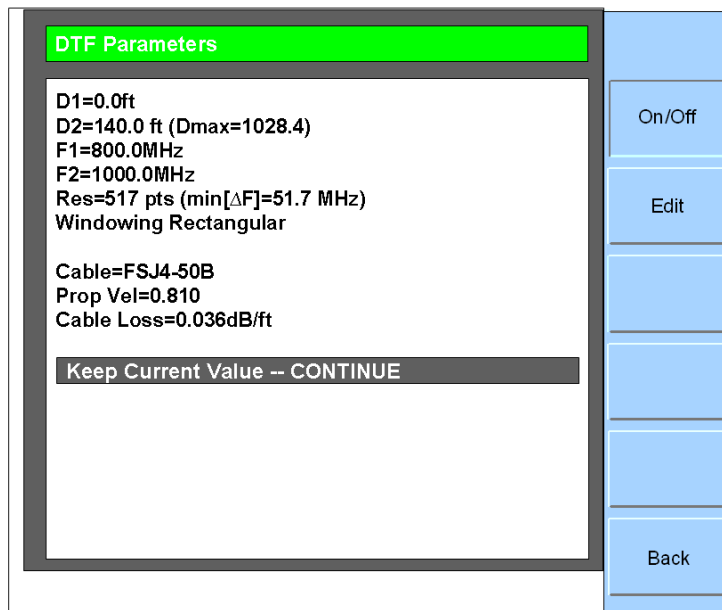 DTF Parameters
D1=0.0ft
D2=140.0 ft (Dmax=1028.4)
F1=800.0MHz
F2=1000.0MHz
Res=517 pts (min[∆F]=51.7 MHz)
Windowing Rectangular
Cable=FSJ4-50B
Prop Vel=0.810
Cable Loss=0.036dB/ft
Keep Current Value -- CONTINUE
On/Off
Edit
Back